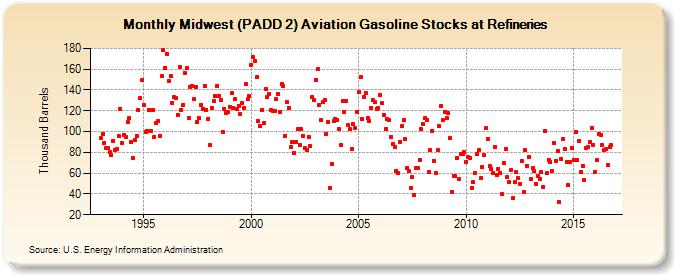 Monthly Midwest (PADD 2) Aviation Gasoline Stocks at Refineries
Thousand Barrels
180
160
140
120
100
80
60
40
20
1995 2000 2005 2010 2015
Source: U.S. Energy Information Administration